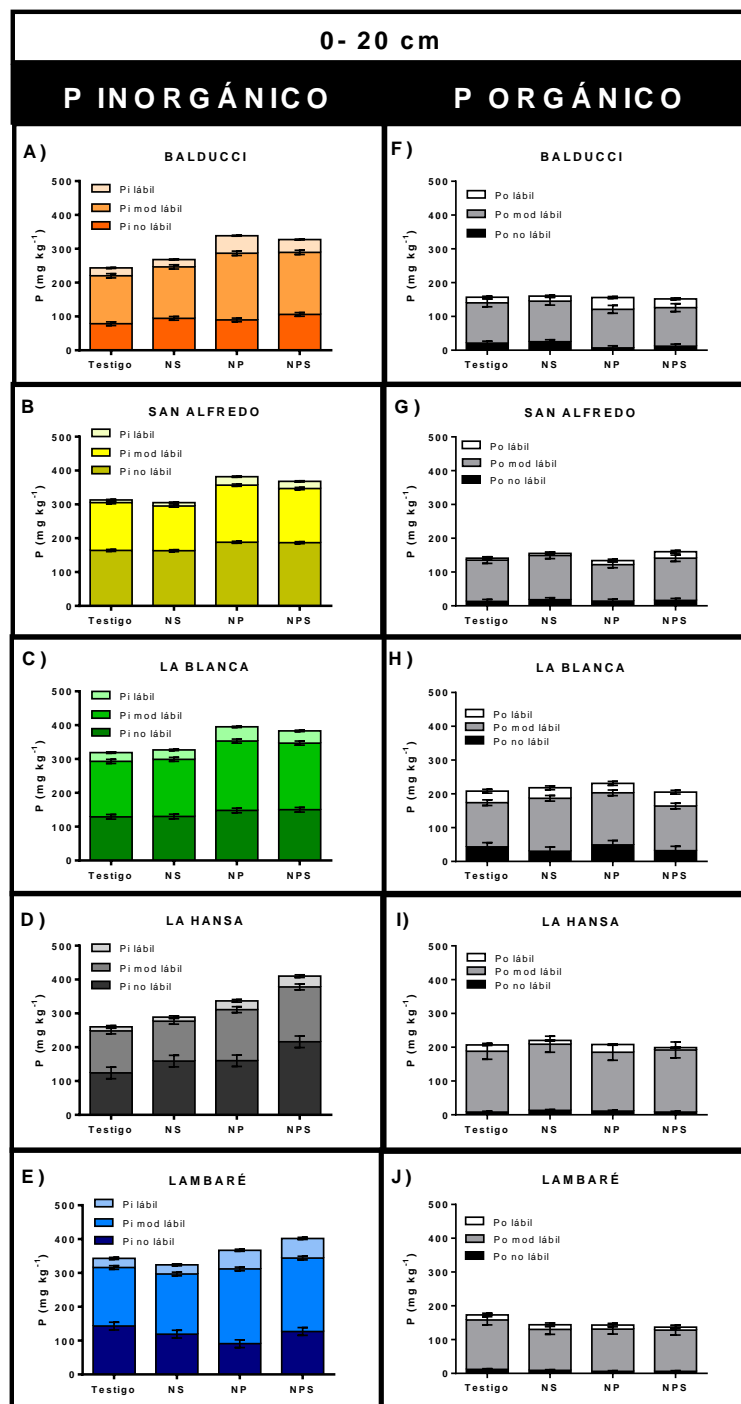 0- 20 cm
P INORGÁNICO
P ORGÁNICO
A)
BALDUCCI
500
400
300
200
100
0
P (mg kg-1)
Pi lábil
Pi mod lábil
Pi no lábil
Testigo NS NP NPS
F)
BALDUCCI
500
400
300
200
100
0
P (mg kg-1)
Po lábil
Po mod lábil
Po no lábil
Testigo NS NP NPS
B
SAN ALFREDO
500
400
300
200
100
0
P (mg kg-1)
Pi lábil
Pi mod lábil
Pi no lábil
Testigo NS NP NPS
G)
SAN ALFREDO
500
400
300
200
100
0
P (mg kg-1)
Po lábil
Po mod lábil
Po no lábil
Testigo NS NP NPS
C)
LA BLANCA
500
400
300
200
100
0
P (mg kg-1)
Pi lábil
Pi mod lábil
Pi no lábil
Testigo NS NP NPS
H)
LA BLANCA
500
400
300
200
100
0
P (mg kg-1)
Po lábil
Po mod lábil
Po no lábil
Testigo NS NP NPS
D)
LA HANSA
500
400
300
200
100
0
P (mg kg-1)
Pi lábil
Pi mod lábil
Pi no lábil
Testigo NS NP NPS
I)
LA HANSA
500
400
300
200
100
0
P (mg kg-1)
Po lábil
Po mod lábil
Po no lábil
Testigo NS NP NPS
E)
LAMBARÉ
500
400
300
200
100
0
P (mg kg-1)
Pi lábil
Pi mod lábil
Pi no lábil
Testigo NS NP NPS
J)
LAMBARÉ
500
400
300
200
100
0
P (mg kg-1)
Po lábil
Po mod lábil
Po no lábil
Testigo NS NP NPS